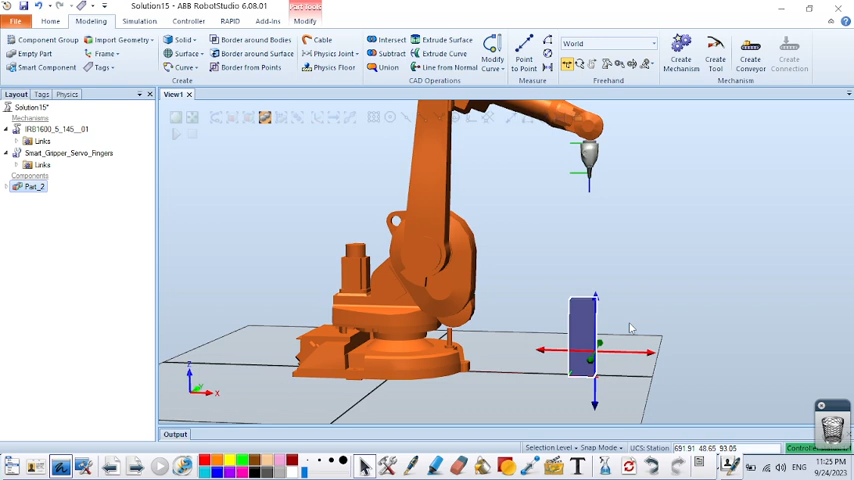 Solution15 - ABB RobotStudio 6.08.01
Part Tools
File Home Modeling Simulation Controller RAPID Add-Ins Modify
Component Group Import Geometry Solid Border around Bodies Cable Intersect Extrude Surface World
Empty Part Frame Surface Border around Surface Physics Joint Subtract Extrude Curve
Smart Component Tags Curve Border from Points Physics Floor Union Line from Normal
Modify Curve Point to Point Create Mechanism Create Tool Create Conveyor Create Connection
Create CAD Operations Measure Freehand Mechanism
Layout Tags Physics View1
Solution15*
Mechanisms
IRB1600_5_145__01
Links
Smart_Gripper_Servo_Fingers
Links
Components
Part_2
Z
Y
X
Output
Selection Level Snap Mode UCS: Station 691.91 48.65 93.05 Controller
ENG
11:25 PM
9/24/2023